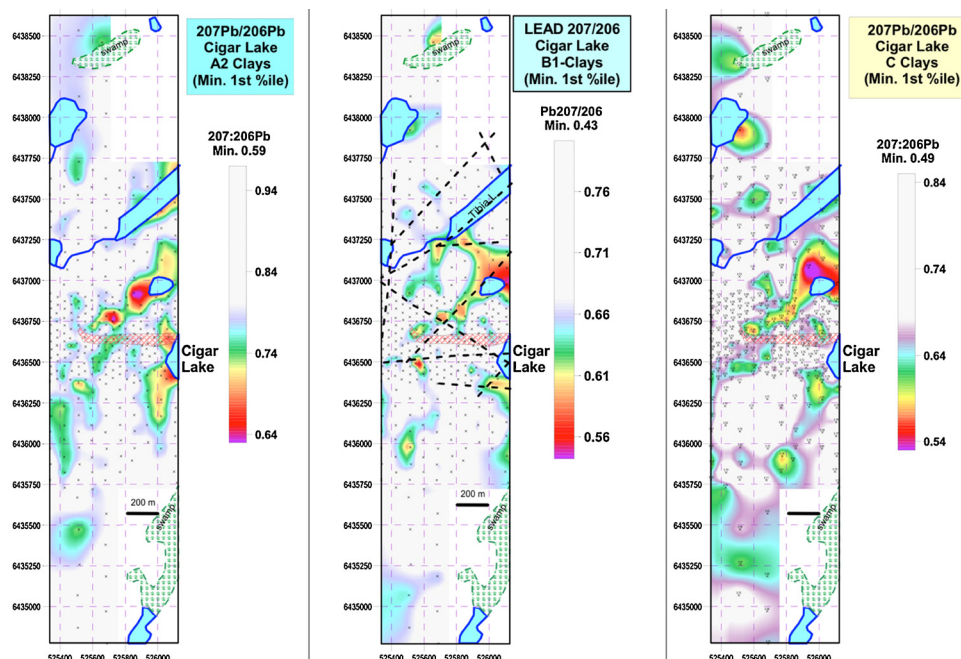 207Pb/206Pb
Cigar Lake
A2 Clays
(Min. 1st %ile)
207:206Pb
Min. 0.59
0.94
0.84
0.74
0.64
6438500
6438250
6438000
6437750
6437500
6437250
6437000
6436750
6436500
6436250
6436000
6435750
6435500
6435250
6435000
swamp
Cigar
Lake
200 m
swamp
525400 525600 525800 526000
LEAD 207/206
Cigar Lake
B1-Clays
(Min. 1st %ile)
Pb207/206
Min. 0.43
0.76
0.71
0.66
0.61
0.56
6438500
6438250
6438000
6437750
6437500
6437250
6437000
6436750
6436500
6436250
6436000
6435750
6435500
6435250
6435000
swamp
Tibia L.
Cigar
Lake
200 m
swamp
525400 525600 525800 526000
207Pb/206Pb
Cigar Lake
C Clays
(Min. 1st %ile)
207:206Pb
Min. 0.49
0.84
0.74
0.64
0.54
6438500
6438250
6438000
6437750
6437500
6437250
6437000
6436750
6436500
6436250
6436000
6435750
6435500
6435250
6435000
swamp
Cigar
Lake
swamp
525400 525600 525800 526000